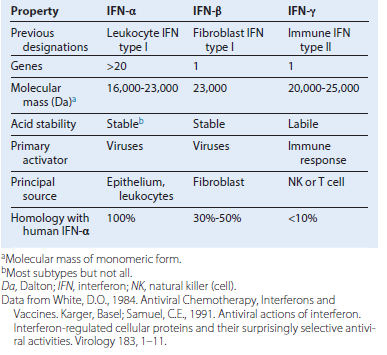 Property IFN-α IFN-β IFN-γ
Previous Leukocyte IFN Fibroblast IFN Immune IFN
designations type I type I type II
Genes >20 1 1
Molecular 16,000-23,000 23,000 20,000-25,000
mass (Da)ᵃ
Acid stability Stableᵇ Stable Labile
Primary Viruses Viruses Immune
activator response
Principal Epithelium, Fibroblast NK or T cell
source leukocytes
Homology with 100% 30%-50% <10%
human IFN-α
ᵃMolecular mass of monomeric form.
ᵇMost subtypes but not all.
Da, Dalton; IFN, interferon; NK, natural killer (cell).
Data from White, D.O., 1984. Antiviral Chemotherapy, Interferons and
Vaccines. Karger, Basel; Samuel, C.E., 1991. Antiviral actions of interferon.
Interferon-regulated cellular proteins and their surprisingly selective antivi-
ral activities. Virology 183, 1–11.